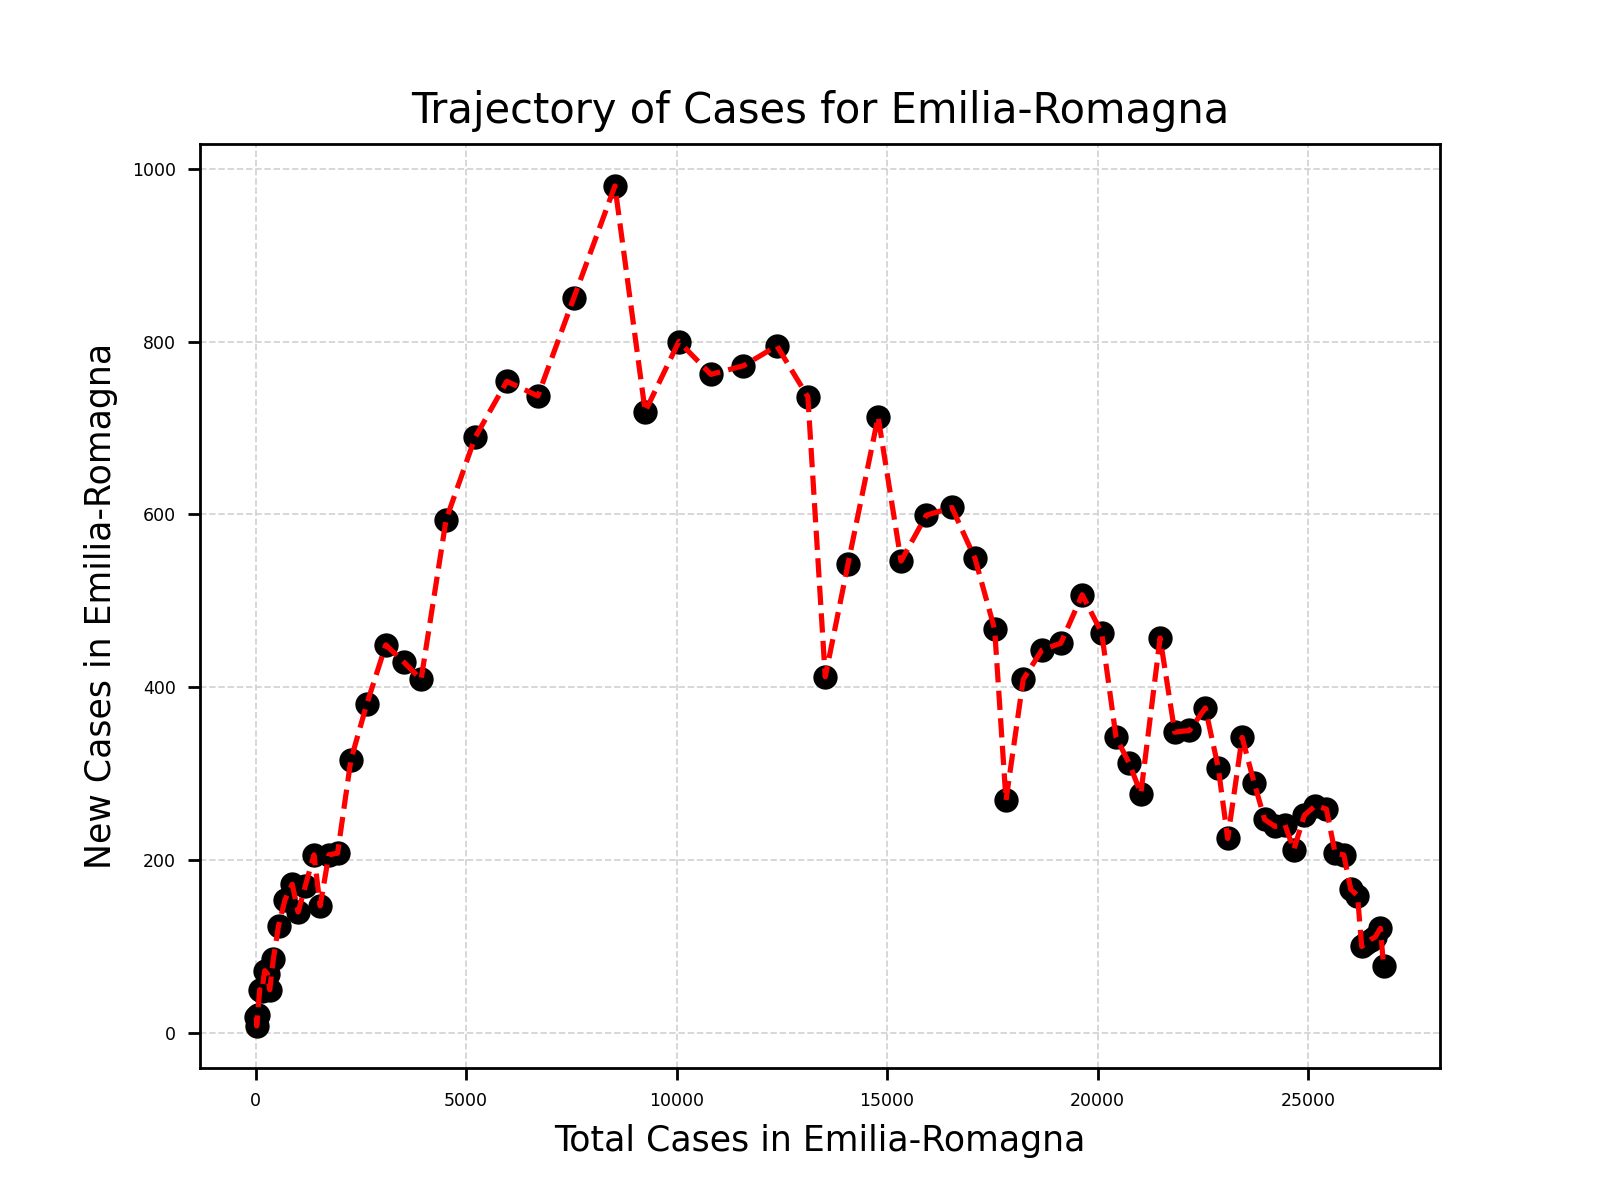 Trajectory of Cases for Emilia-Romagna
1000
800
600
400
200
0
New Cases in Emilia-Romagna
0 5000 10000 15000 20000 25000
Total Cases in Emilia-Romagna